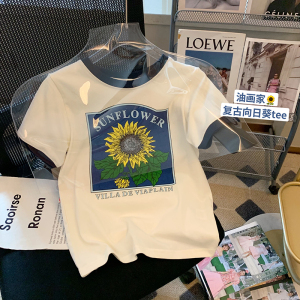 CELINE
LOEWE
油画家🌻
复古向日葵tee
SUNFLOWER
VILLA DE VIAPLAIN
Saoirse
Ronan